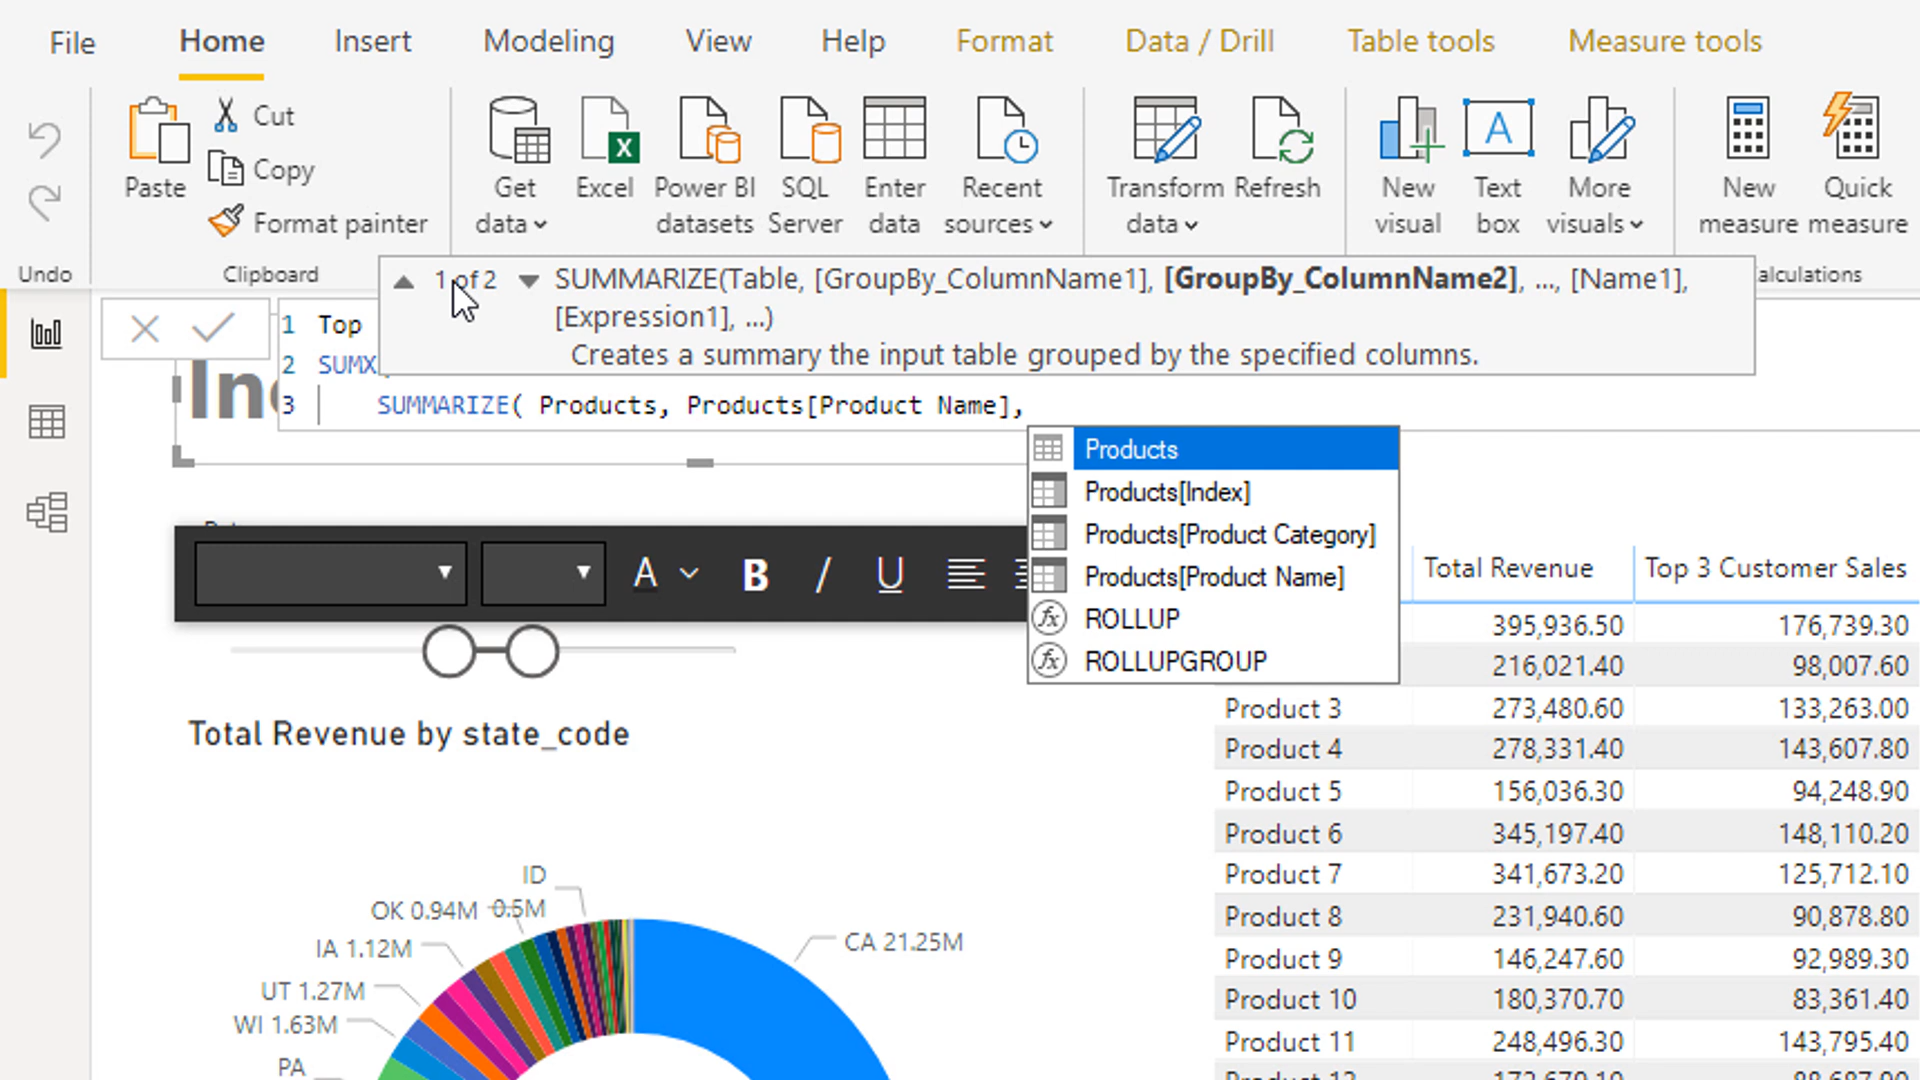 File Home Insert Modeling View Help Format Data / Drill Table tools Measure tools
Paste
Cut
Copy
Format painter
Get data
Excel
Power BI datasets
SQL Server
Enter data
Recent sources
Transform data
Refresh
New visual
Text box
More visuals
New measure
Quick measure
Undo
Clipboard
alculations
1 of 2 SUMMARIZE(Table, [GroupBy_ColumnName1], [GroupBy_ColumnName2], ..., [Name1],
[Expression1], ...)
Creates a summary the input table grouped by the specified columns.
1 Top
2 SUMX
3 SUMMARIZE( Products, Products[Product Name],
Products
Products[Index]
Products[Product Category]
Products[Product Name]
ROLLUP
ROLLUPGROUP
A B I U
Total Revenue Top 3 Customer Sales
395,936.50 176,739.30
216,021.40 98,007.60
Product 3 273,480.60 133,263.00
Product 4 278,331.40 143,607.80
Product 5 156,036.30 94,248.90
Product 6 345,197.40 148,110.20
Product 7 341,673.20 125,712.10
Product 8 231,940.60 90,878.80
Product 9 146,247.60 92,989.30
Product 10 180,370.70 83,361.40
Product 11 248,496.30 143,795.40
Total Revenue by state_code
ID
0.5M
OK 0.94M
IA 1.12M
UT 1.27M
WI 1.63M
PA
CA 21.25M